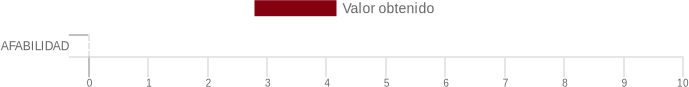 Valor obtenido
AFABILIDAD
0 1 2 3 4 5 6 7 8 9 10